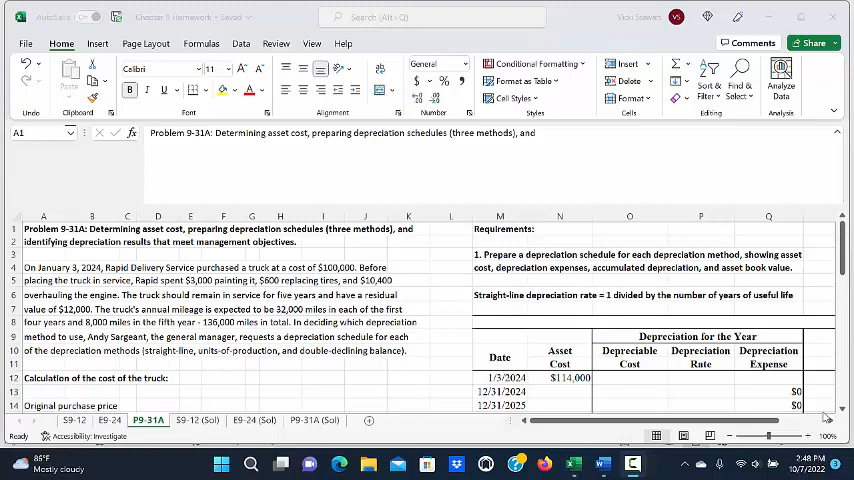 AutoSave Off Chapter 9 Homework • Saved Search (Alt+Q) Vicki Stewart VS
File Home Insert Page Layout Formulas Data Review View Help Comments Share
Undo
Paste
Clipboard
Calibri 11
B I U
Font
Alignment
General
$ % 9
Number
Conditional Formatting
Format as Table
Cell Styles
Styles
Insert
Delete
Format
Cells
Sort & Filter
Find & Select
Editing
Analyze Data
Analysis
A1 fx Problem 9-31A: Determining asset cost, preparing depreciation schedules (three methods), and
A B C D E F G H I J K L M N O P Q
1 Problem 9-31A: Determining asset cost, preparing depreciation schedules (three methods), and Requirements:
2 identifying depreciation results that meet management objectives.
3 1. Prepare a depreciation schedule for each depreciation method, showing asset
4 On January 3, 2024, Rapid Delivery Service purchased a truck at a cost of $100,000. Before cost, depreciation expenses, accumulated depreciation, and asset book value.
5 placing the truck in service, Rapid spent $3,000 painting it, $600 replacing tires, and $10,400
6 overhauling the engine. The truck should remain in service for five years and have a residual Straight-line depreciation rate = 1 divided by the number of years of useful life
7 value of $12,000. The truck's annual mileage is expected to be 32,000 miles in each of the first
8 four years and 8,000 miles in the fifth year - 136,000 miles in total. In deciding which depreciation
9 method to use, Andy Sargeant, the general manager, requests a depreciation schedule for each Depreciation for the Year
10 of the depreciation methods (straight-line, units-of-production, and double-declining balance). Date Asset Cost Depreciable Cost Depreciation Rate Depreciation Expense
11
12 Calculation of the cost of the truck: 1/3/2024 $114,000
13 12/31/2024 $0
14 Original purchase price 12/31/2025 $0
S9-12 E9-24 P9-31A S9-12 (Sol) E9-24 (Sol) P9-31A (Sol)
Ready Accessibility: Investigate 100%
85°F
Mostly cloudy
2:48 PM
10/7/2022
3